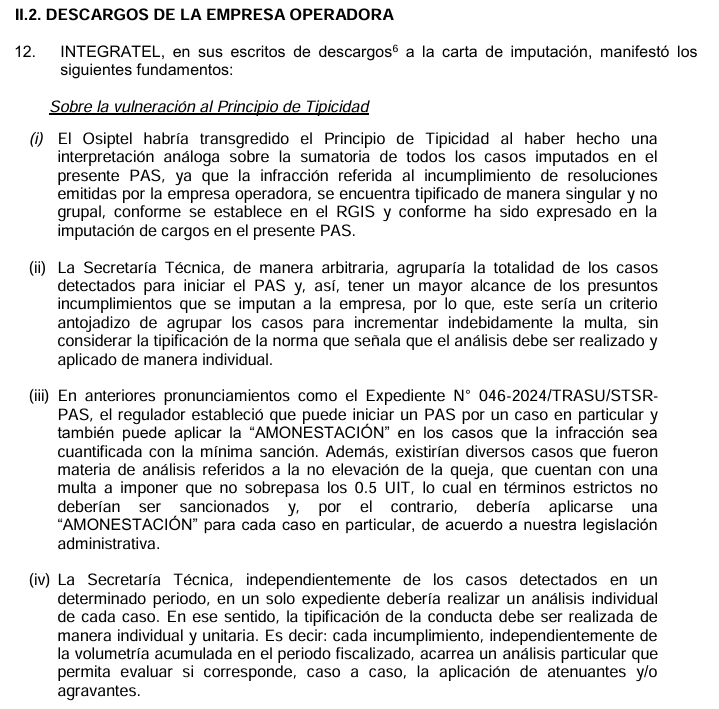 II.2. DESCARGOS DE LA EMPRESA OPERADORA
12. INTEGRATEL, en sus escritos de descargos⁶ a la carta de imputación, manifestó los
siguientes fundamentos:
Sobre la vulneración al Principio de Tipicidad
(i) El Osiptel habría transgredido el Principio de Tipicidad al haber hecho una
interpretación análoga sobre la sumatoria de todos los casos imputados en el
presente PAS, ya que la infracción referida al incumplimiento de resoluciones
emitidas por la empresa operadora, se encuentra tipificado de manera singular y no
grupal, conforme se establece en el RGIS y conforme ha sido expresado en la
imputación de cargos en el presente PAS.
(ii) La Secretaría Técnica, de manera arbitraria, agruparía la totalidad de los casos
detectados para iniciar el PAS y, así, tener un mayor alcance de los presuntos
incumplimientos que se imputan a la empresa, por lo que, este sería un criterio
antojadizo de agrupar los casos para incrementar indebidamente la multa, sin
considerar la tipificación de la norma que señala que el análisis debe ser realizado y
aplicado de manera individual.
(iii) En anteriores pronunciamientos como el Expediente N° 046-2024/TRASU/STSR-
PAS, el regulador estableció que puede iniciar un PAS por un caso en particular y
también puede aplicar la “AMONESTACIÓN” en los casos que la infracción sea
cuantificada con la mínima sanción. Además, existirían diversos casos que fueron
materia de análisis referidos a la no elevación de la queja, que cuentan con una
multa a imponer que no sobrepasa los 0.5 UIT, lo cual en términos estrictos no
deberían ser sancionados y, por el contrario, debería aplicarse una
“AMONESTACIÓN” para cada caso en particular, de acuerdo a nuestra legislación
administrativa.
(iv) La Secretaría Técnica, independientemente de los casos detectados en un
determinado periodo, en un solo expediente debería realizar un análisis individual
de cada caso. En ese sentido, la tipificación de la conducta debe ser realizada de
manera individual y unitaria. Es decir: cada incumplimiento, independientemente de
la volumetría acumulada en el periodo fiscalizado, acarrea un análisis particular que
permita evaluar si corresponde, caso a caso, la aplicación de atenuantes y/o
agravantes.